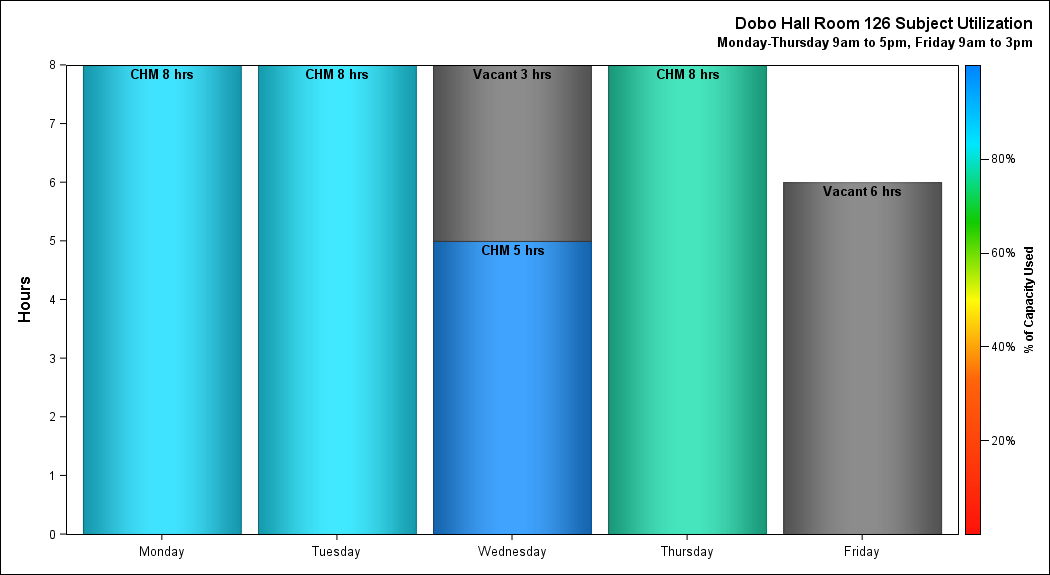 Dobo Hall Room 126 Subject Utilization
Monday-Thursday 9am to 5pm, Friday 9am to 3pm
Hours
8
7
6
5
4
3
2
1
0
CHM 8 hrs
CHM 8 hrs
Vacant 3 hrs
CHM 5 hrs
CHM 8 hrs
Vacant 6 hrs
Monday
Tuesday
Wednesday
Thursday
Friday
80%
60%
40%
20%
% of Capacity Used